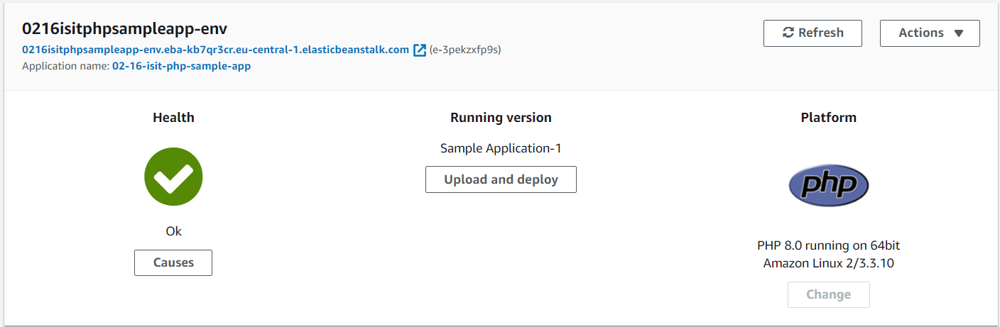 0216isitphpsampleapp-env
Refresh
Actions
0216isitphpsampleapp-env.eba-kb7qr3cr.eu-central-1.elasticbeanstalk.com (e-3pekzxfp9s)
Application name: 02-16-isit-php-sample-app
Health
Running version
Platform
Sample Application-1
Upload and deploy
php
Ok
Causes
PHP 8.0 running on 64bit
Amazon Linux 2/3.3.10
Change